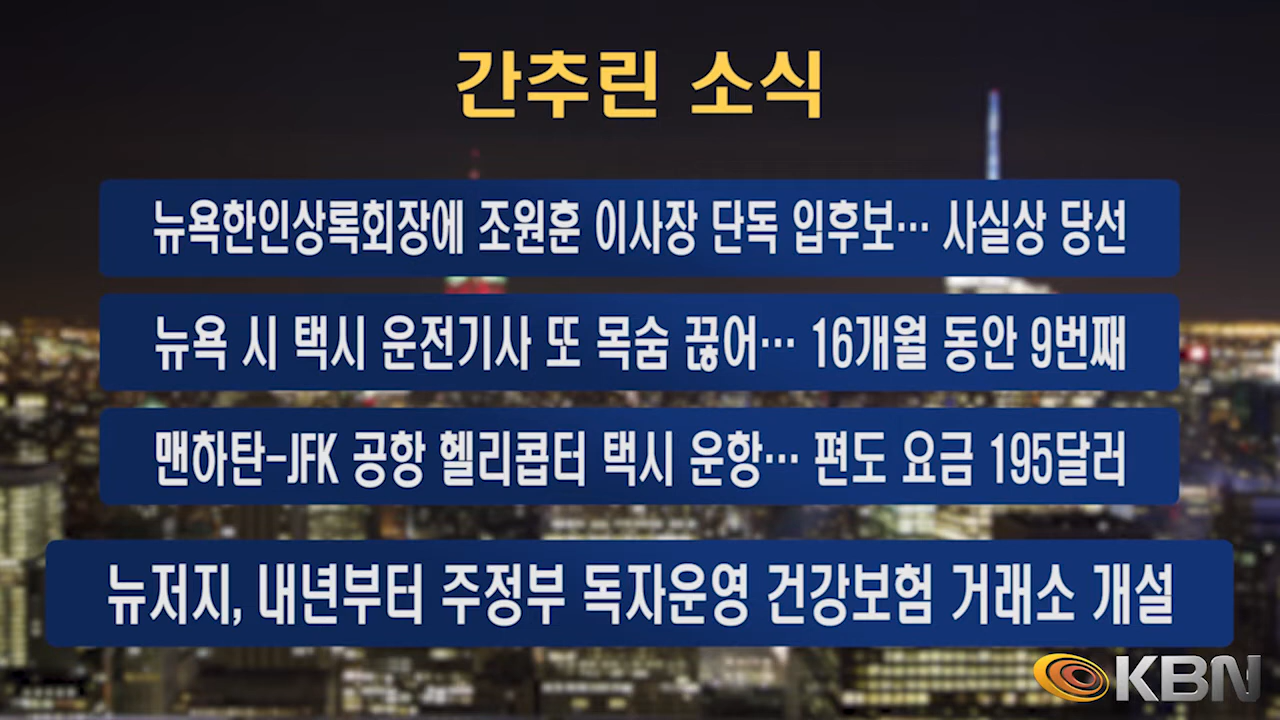 간추린 소식
뉴욕한인상록회장에 조원훈 이사장 단독 입후보… 사실상 당선
뉴욕 시 택시 운전기사 또 목숨 끊어… 16개월 동안 9번째
맨하탄-JFK 공항 헬리콥터 택시 운항… 편도 요금 195달러
뉴저지, 내년부터 주정부 독자운영 건강보험 거래소 개설
KBN